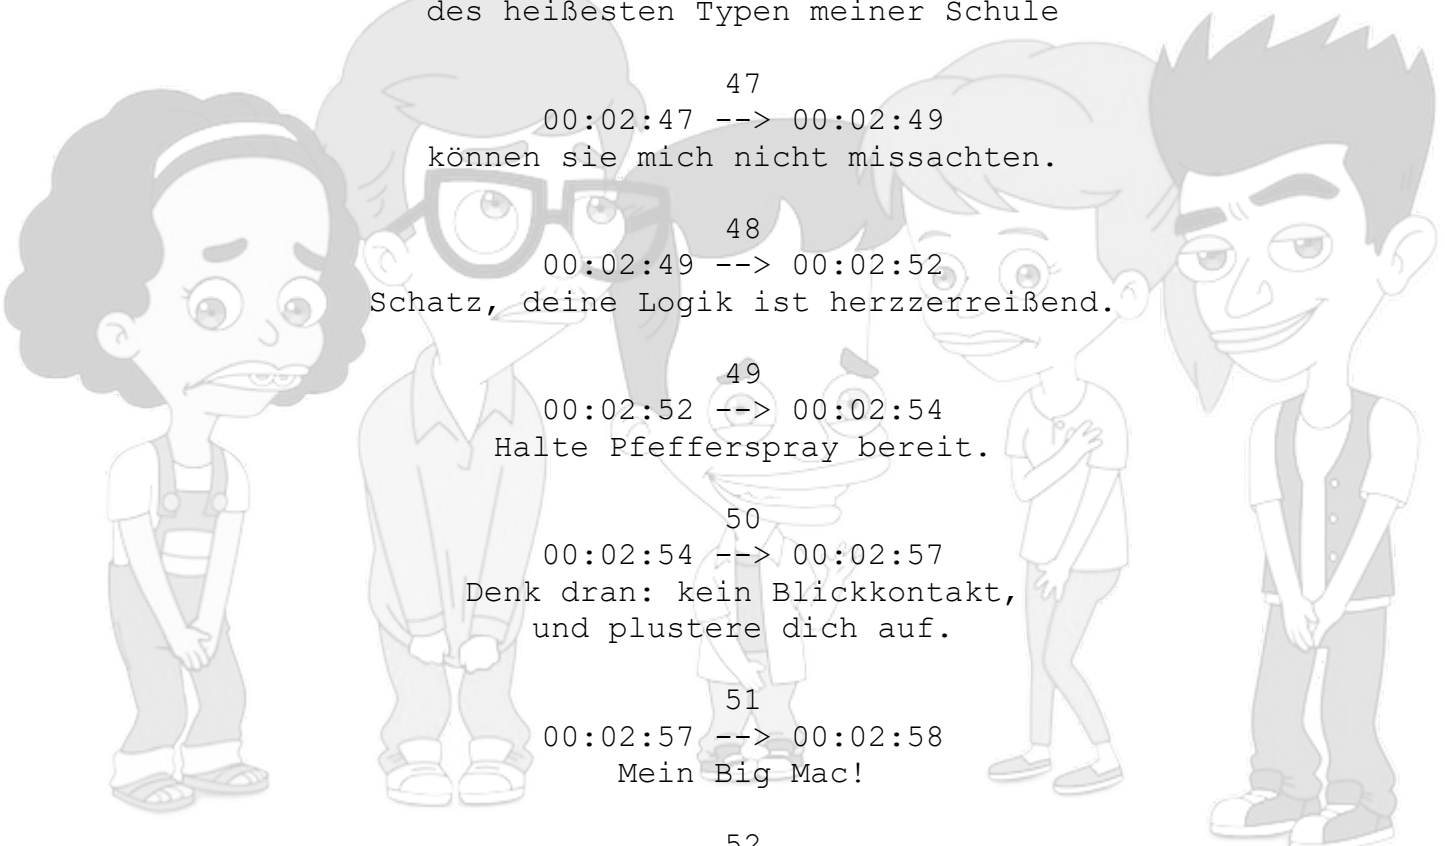 des heißesten Typen meiner Schule
47
00:02:47 --> 00:02:49
können sie mich nicht missachten.
48
00:02:49 --> 00:02:52
Schatz, deine Logik ist herzzerreißend.
49
00:02:52 --> 00:02:54
Halte Pfefferspray bereit.
50
00:02:54 --> 00:02:57
Denk dran: kein Blickkontakt,
und plustere dich auf.
51
00:02:57 --> 00:02:58
Mein Big Mac!
52